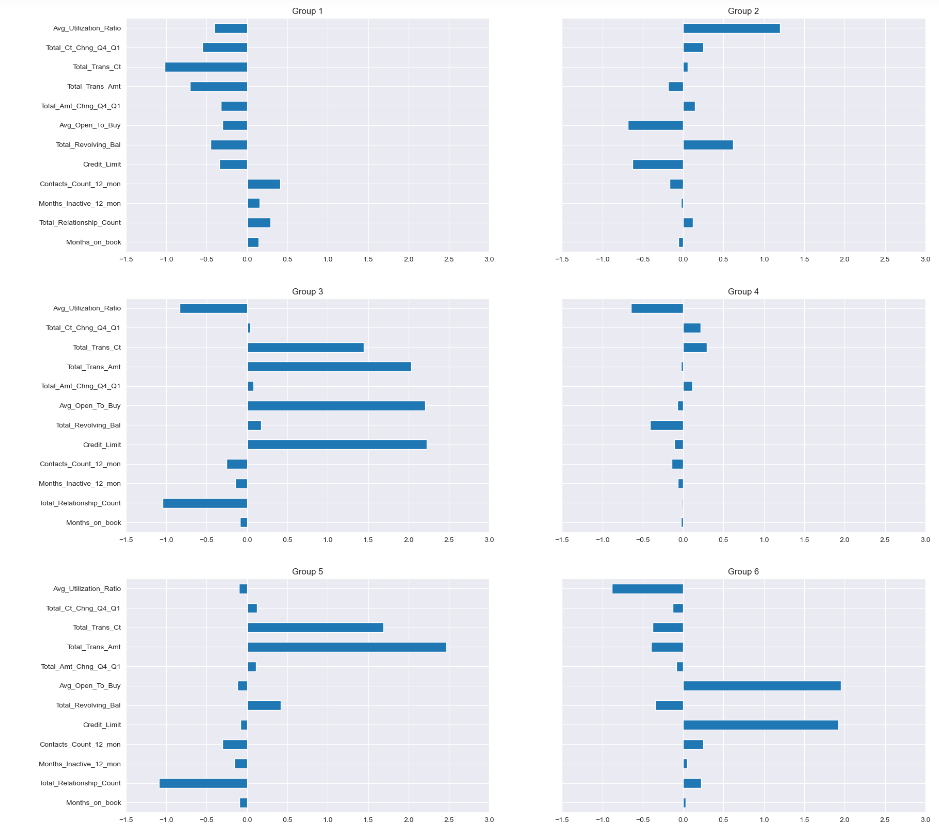 Group 1
Avg_Utilization_Ratio
Total_Ct_Chng_Q4_Q1
Total_Trans_Ct
Total_Trans_Amt
Total_Amt_Chng_Q4_Q1
Avg_Open_To_Buy
Total_Revolving_Bal
Credit_Limit
Contacts_Count_12_mon
Months_Inactive_12_mon
Total_Relationship_Count
Months_on_book
−1.5 −1.0 −0.5 0.0 0.5 1.0 1.5 2.0 2.5 3.0
Group 2
−1.5 −1.0 −0.5 0.0 0.5 1.0 1.5 2.0 2.5 3.0
Group 3
Avg_Utilization_Ratio
Total_Ct_Chng_Q4_Q1
Total_Trans_Ct
Total_Trans_Amt
Total_Amt_Chng_Q4_Q1
Avg_Open_To_Buy
Total_Revolving_Bal
Credit_Limit
Contacts_Count_12_mon
Months_Inactive_12_mon
Total_Relationship_Count
Months_on_book
−1.5 −1.0 −0.5 0.0 0.5 1.0 1.5 2.0 2.5 3.0
Group 4
−1.5 −1.0 −0.5 0.0 0.5 1.0 1.5 2.0 2.5 3.0
Group 5
Avg_Utilization_Ratio
Total_Ct_Chng_Q4_Q1
Total_Trans_Ct
Total_Trans_Amt
Total_Amt_Chng_Q4_Q1
Avg_Open_To_Buy
Total_Revolving_Bal
Credit_Limit
Contacts_Count_12_mon
Months_Inactive_12_mon
Total_Relationship_Count
Months_on_book
−1.5 −1.0 −0.5 0.0 0.5 1.0 1.5 2.0 2.5 3.0
Group 6
−1.5 −1.0 −0.5 0.0 0.5 1.0 1.5 2.0 2.5 3.0